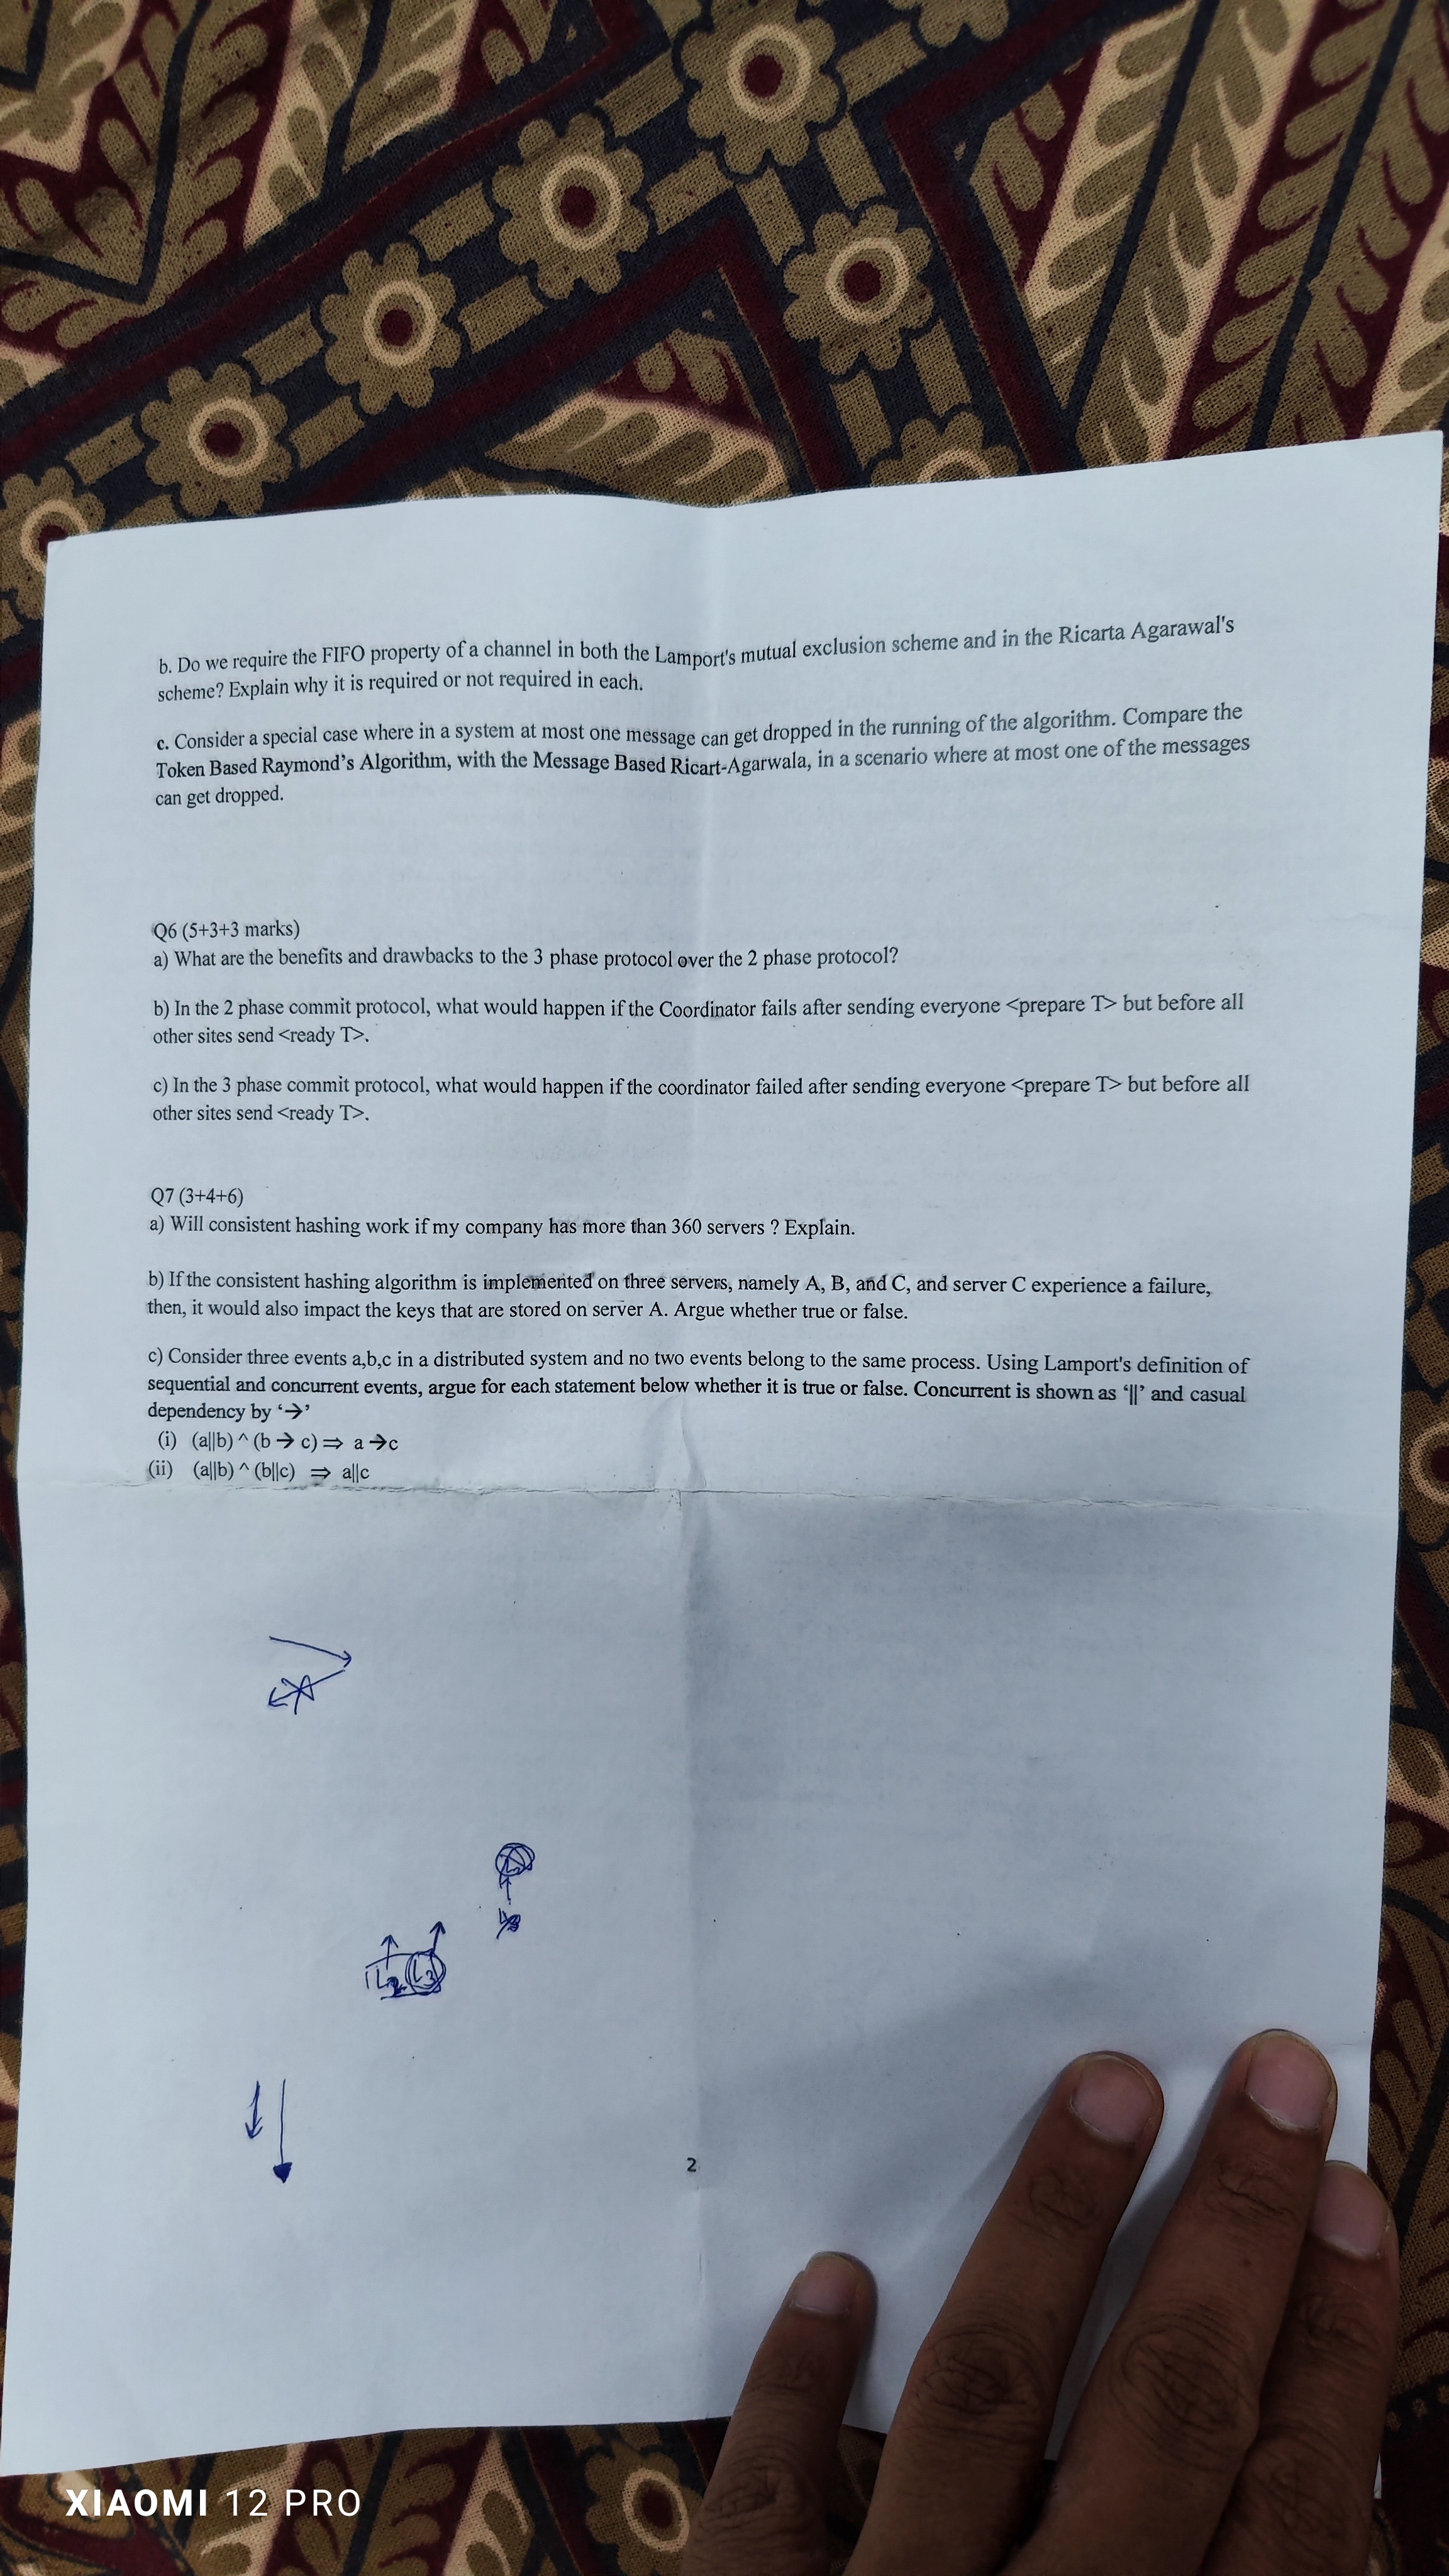 b. Do we require the FIFO property of a channel in both the Lamport's mutual exclusion scheme and in the Ricarta Agarawal's
scheme? Explain why it is required or not required in each.
c. Consider a special case where in a system at most one message can get dropped in the running of the algorithm. Compare the
Token Based Raymond's Algorithm, with the Message Based Ricart-Agarwala, in a scenario where at most one of the messages
can get dropped.
Q6 (5+3+3 marks)
a) What are the benefits and drawbacks to the 3 phase protocol over the 2 phase protocol?
b) In the 2 phase commit protocol, what would happen if the Coordinator fails after sending everyone <prepare T> but before all
other sites send <ready T>.
c) In the 3 phase commit protocol, what would happen if the coordinator failed after sending everyone <prepare T> but before all
other sites send <ready T>.
Q7 (3+4+6)
a) Will consistent hashing work if my company has more than 360 servers ? Explain.
b) If the consistent hashing algorithm is implemented on three servers, namely A, B, and C, and server C experience a failure,
then, it would also impact the keys that are stored on server A. Argue whether true or false.
c) Consider three events a,b,c in a distributed system and no two events belong to the same process. Using Lamport's definition of
sequential and concurrent events, argue for each statement below whether it is true or false. Concurrent is shown as ‘||’ and casual
dependency by ‘→’
(i) (a||b) ^ (b → c) ⇒ a →c
(ii) (a||b) ^ (b||c) ⇒ a||c
L3
2
XIAOMI 12 PRO